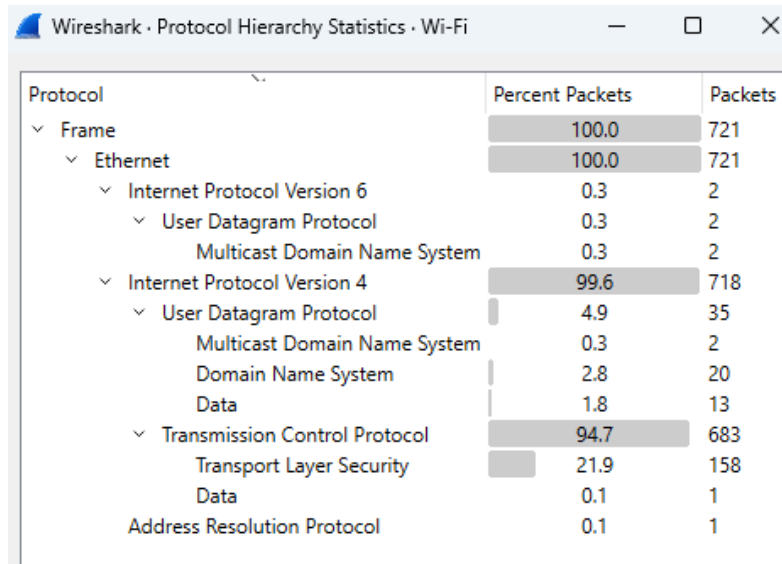 Wireshark · Protocol Hierarchy Statistics · Wi-Fi
Protocol Percent Packets Packets
Frame 100.0 721
Ethernet 100.0 721
Internet Protocol Version 6 0.3 2
User Datagram Protocol 0.3 2
Multicast Domain Name System 0.3 2
Internet Protocol Version 4 99.6 718
User Datagram Protocol 4.9 35
Multicast Domain Name System 0.3 2
Domain Name System 2.8 20
Data 1.8 13
Transmission Control Protocol 94.7 683
Transport Layer Security 21.9 158
Data 0.1 1
Address Resolution Protocol 0.1 1